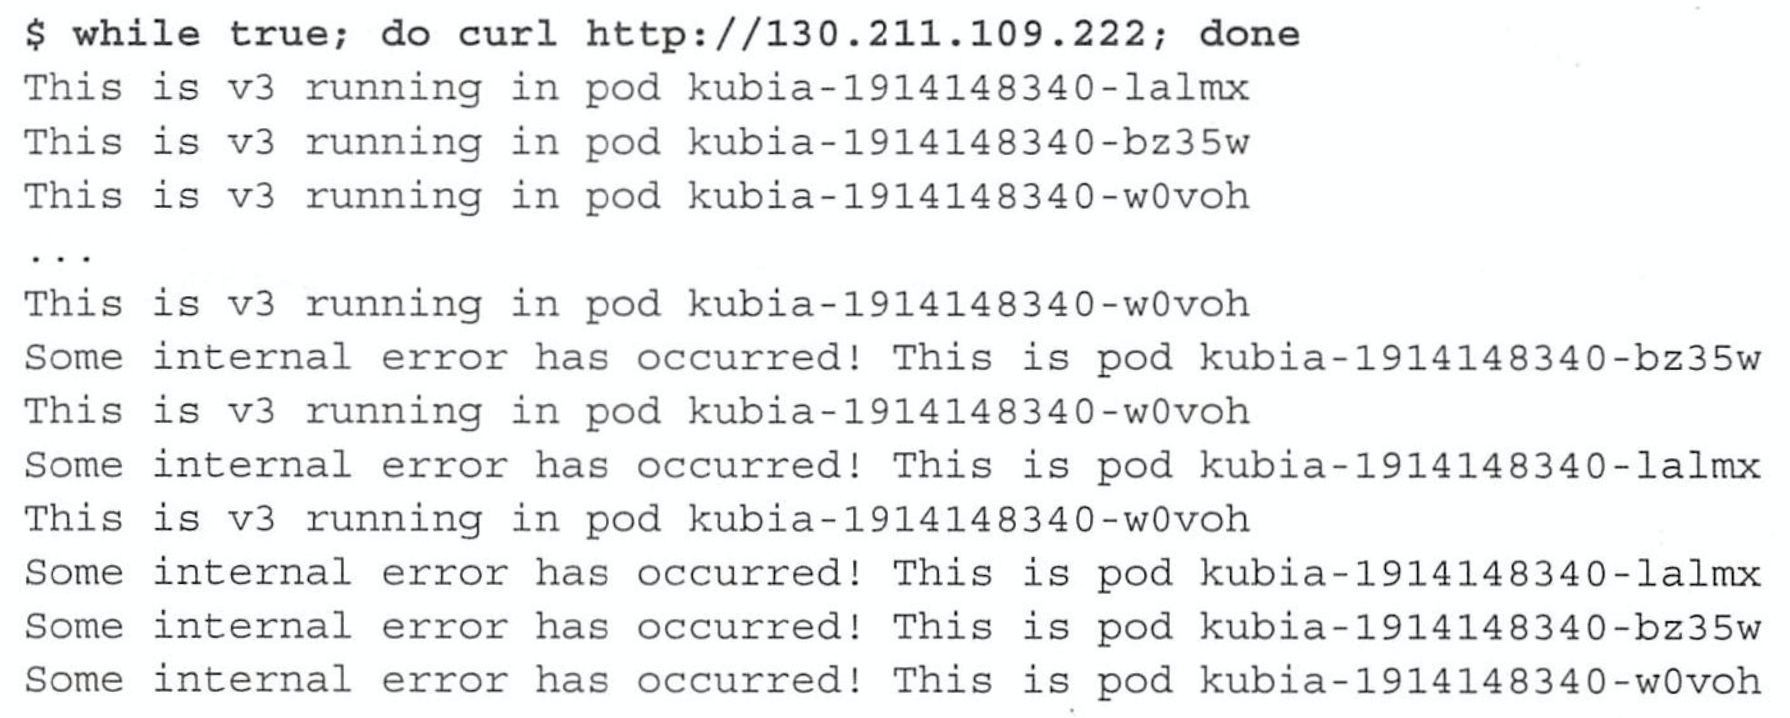 $ while true; do curl http://130.211.109.222; done
This is v3 running in pod kubia-1914148340-lalmx
This is v3 running in pod kubia-1914148340-bz35w
This is v3 running in pod kubia-1914148340-w0voh
...
This is v3 running in pod kubia-1914148340-w0voh
Some internal error has occurred! This is pod kubia-1914148340-bz35w
This is v3 running in pod kubia-1914148340-w0voh
Some internal error has occurred! This is pod kubia-1914148340-lalmx
This is v3 running in pod kubia-1914148340-w0voh
Some internal error has occurred! This is pod kubia-1914148340-lalmx
Some internal error has occurred! This is pod kubia-1914148340-bz35w
Some internal error has occurred! This is pod kubia-1914148340-w0voh